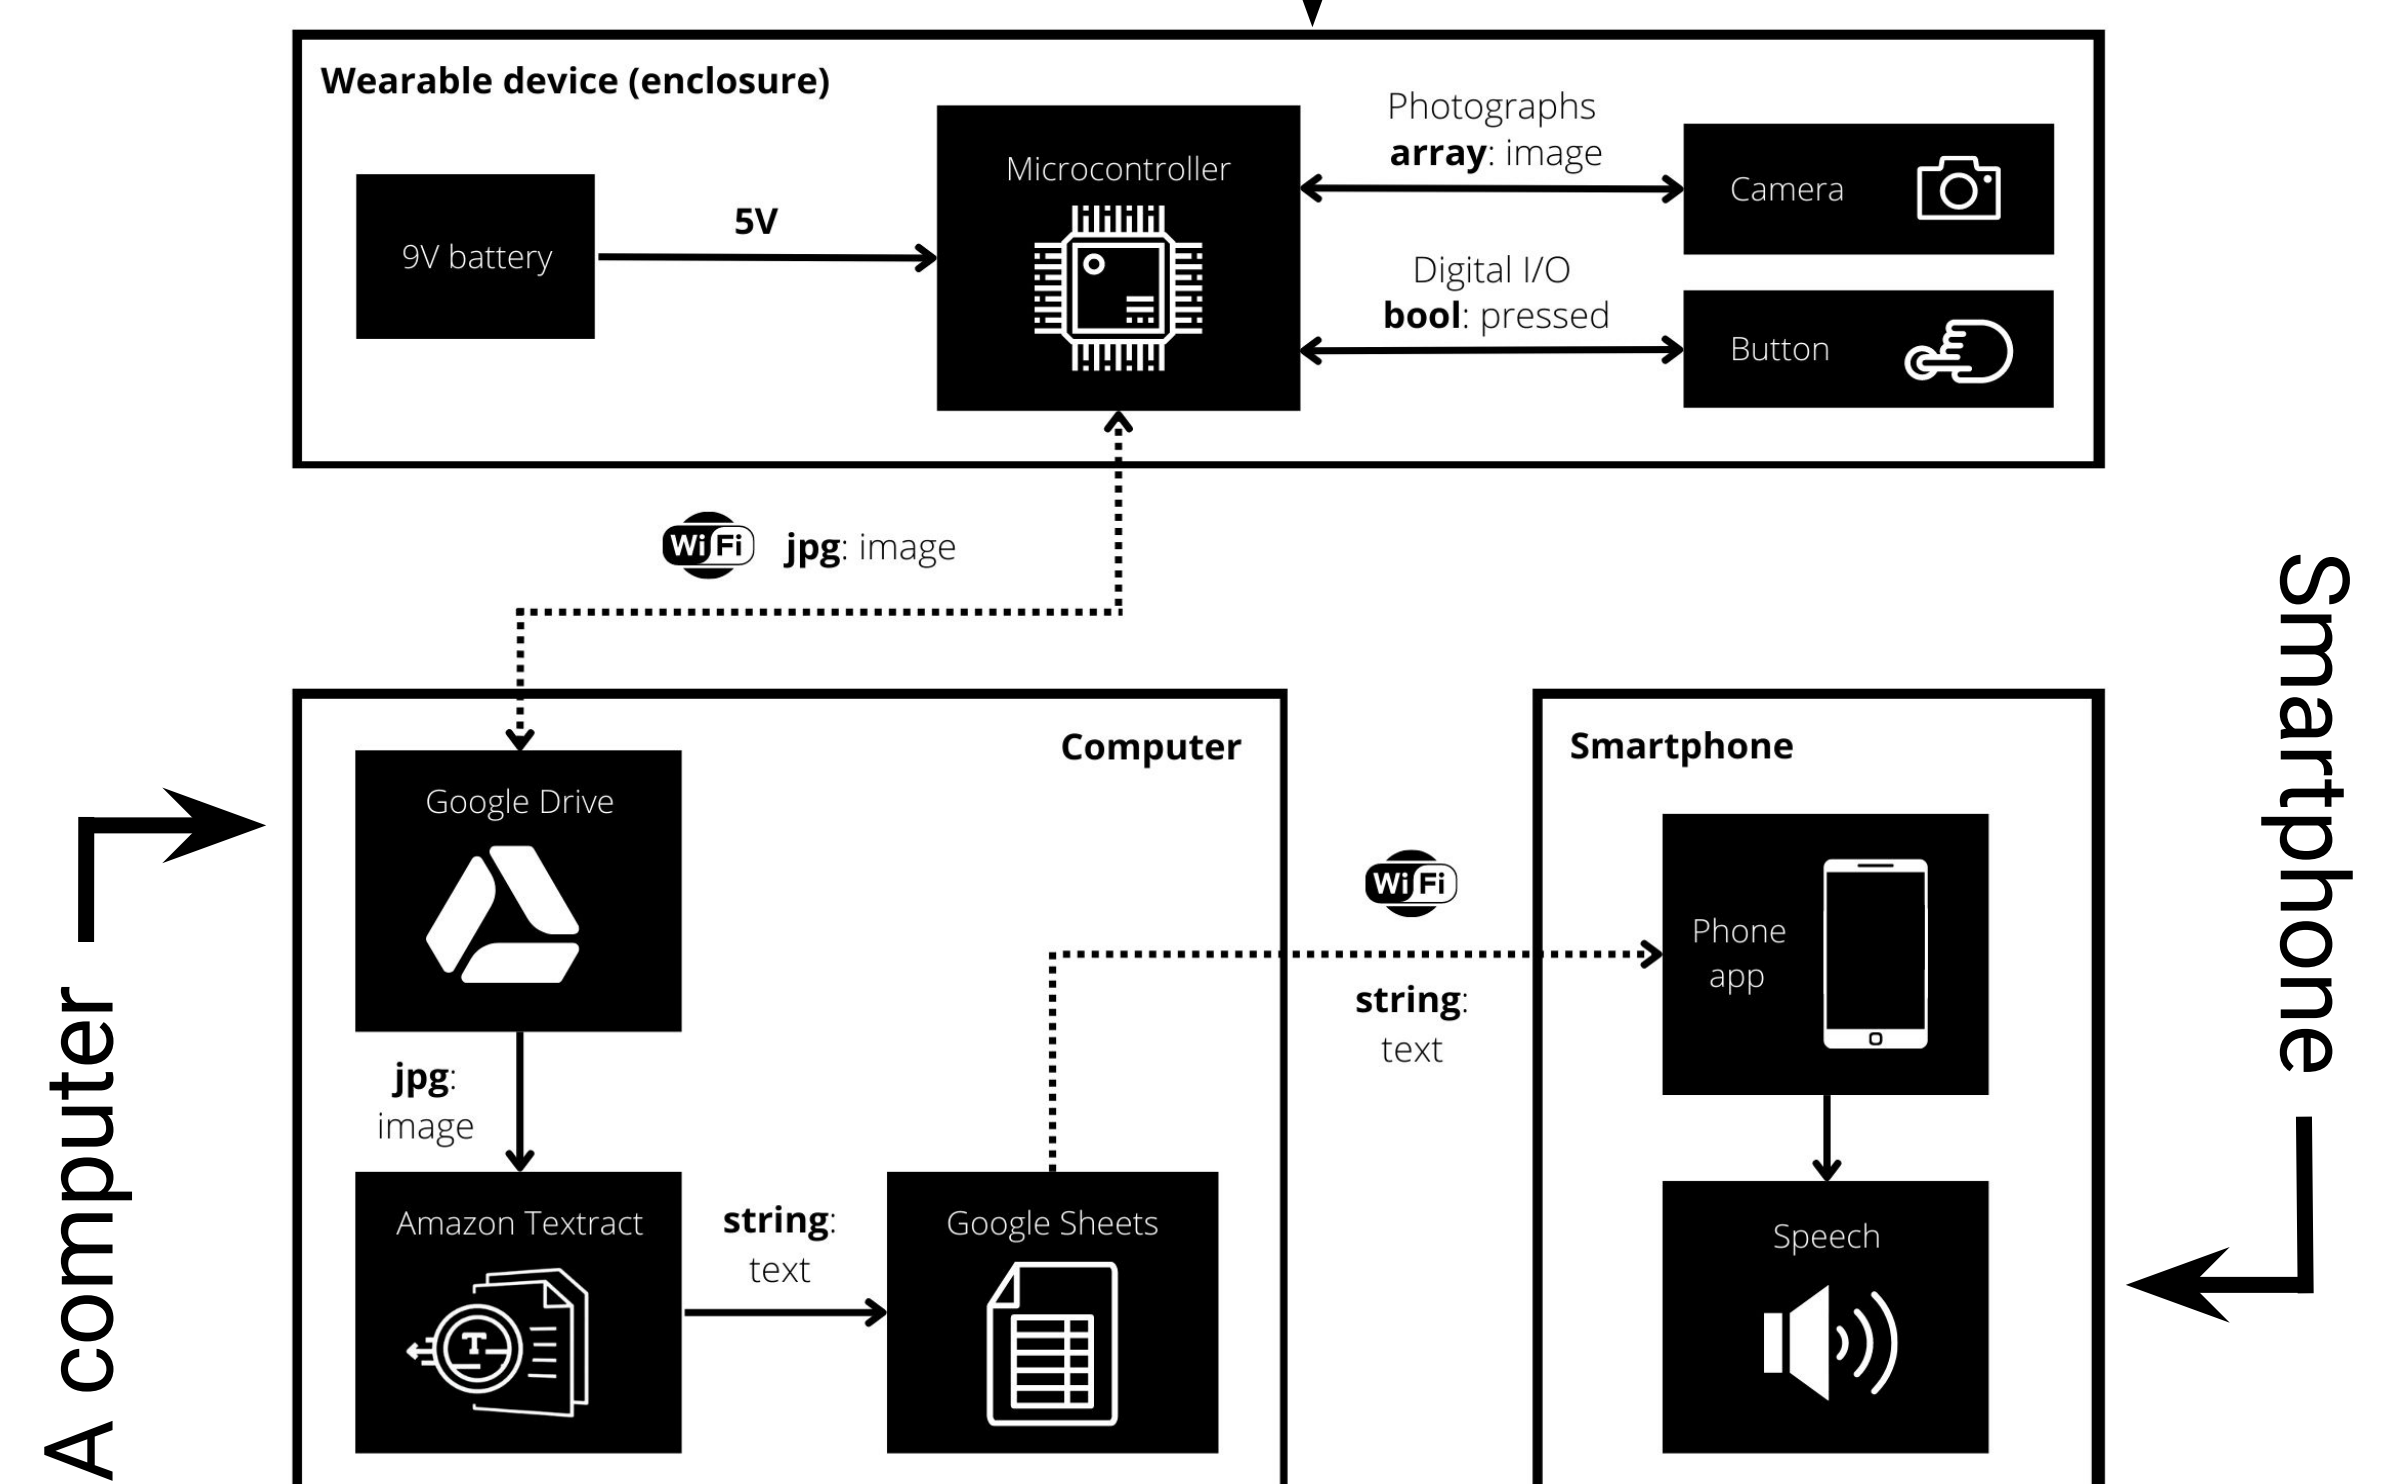 Wearable device (enclosure)
9V battery
5V
Microcontroller
Photographs
array: image
Camera
Digital I/O
bool: pressed
Button
WiFi
jpg: image
Computer
Google Drive
jpg:
image
Amazon Textract
T
string:
text
Google Sheets
WiFi
string:
text
Smartphone
Phone
app
Speech
A computer
Smartphone